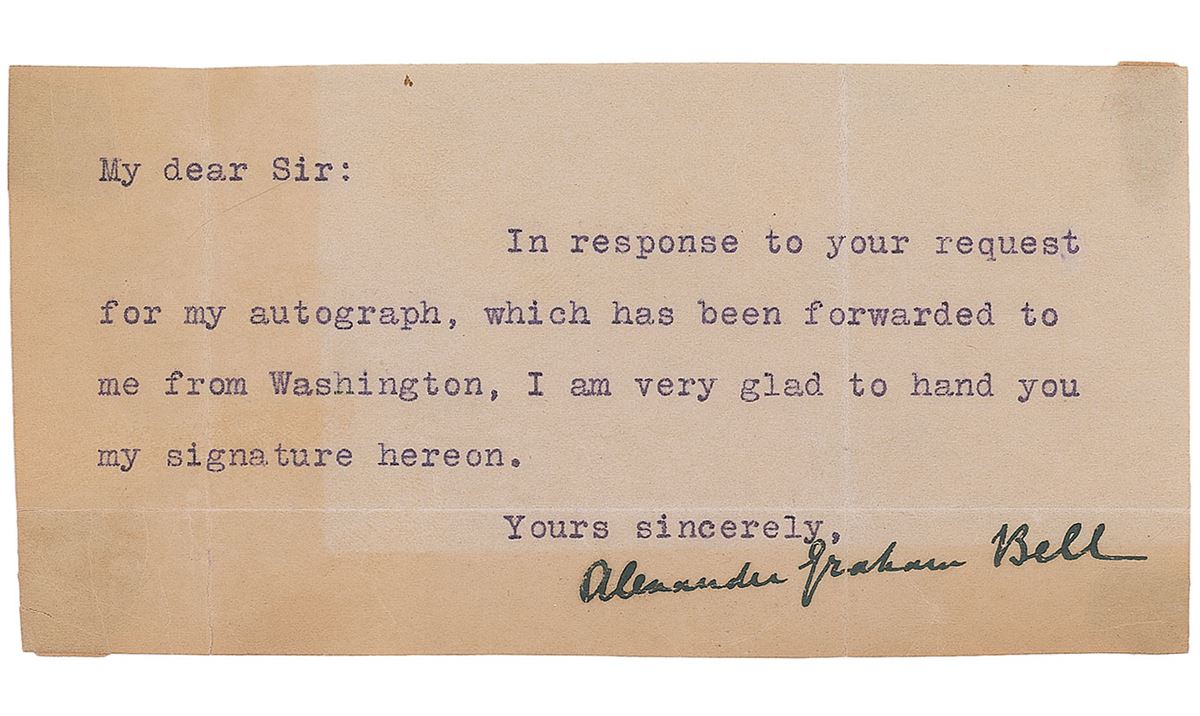 My dear Sir:
In response to your request
for my autograph, which has been forwarded to
me from Washington, I am very glad to hand you
my signature hereon.
Yours sincerely,
Alexander Graham Bell